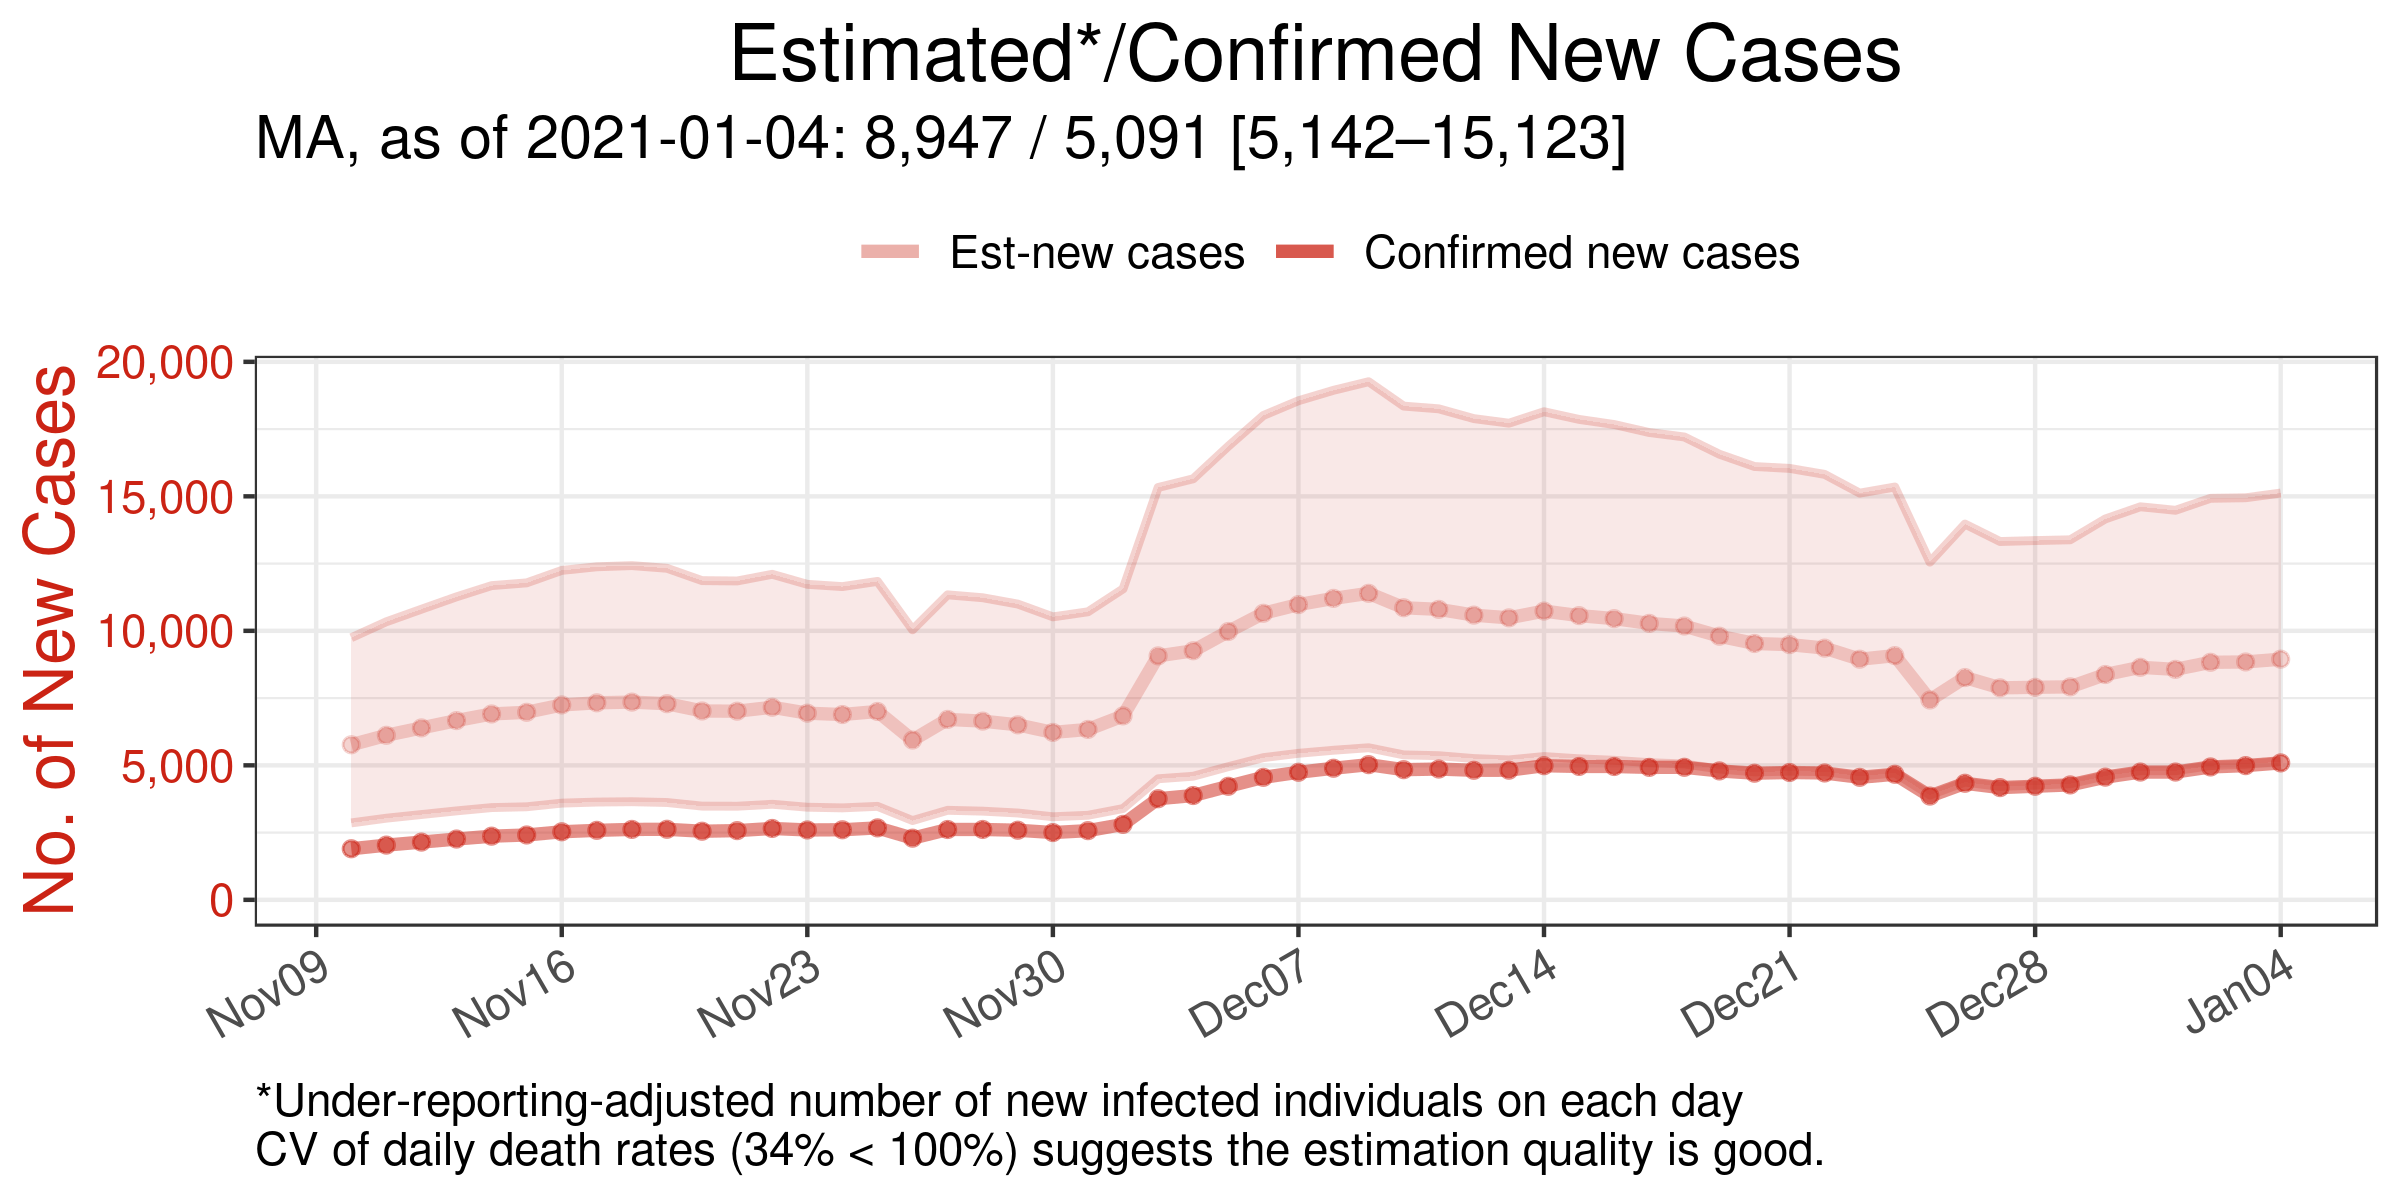 Estimated*/Confirmed New Cases
MA, as of 2021-01-04: 8,947 / 5,091 [5,142–15,123]
Est-new cases
Confirmed new cases
No. of New Cases
20,000
15,000
10,000
5,000
0
Nov09
Nov16
Nov23
Nov30
Dec07
Dec14
Dec21
Dec28
Jan04
*Under-reporting-adjusted number of new infected individuals on each day
CV of daily death rates (34% < 100%) suggests the estimation quality is good.